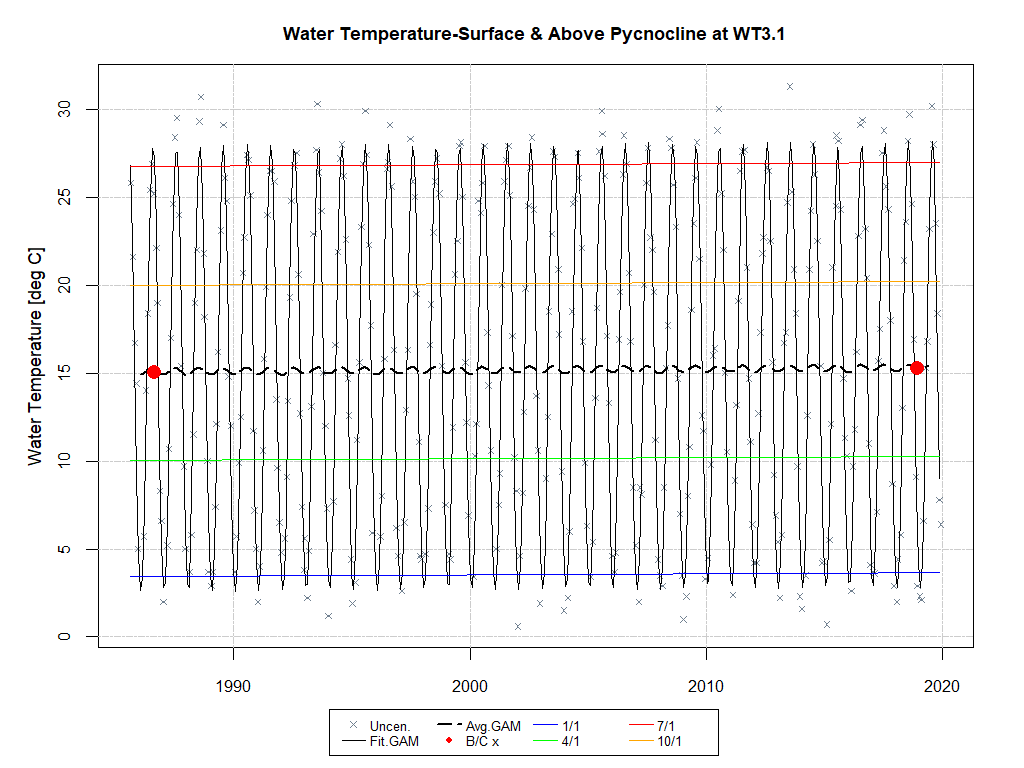 Water Temperature-Surface & Above Pycnocline at WT3.1
Water Temperature [deg C]
30
25
20
15
10
5
0
1990 2000 2010 2020
Uncen. Avg.GAM 1/1 7/1
Fit.GAM B/C x 4/1 10/1